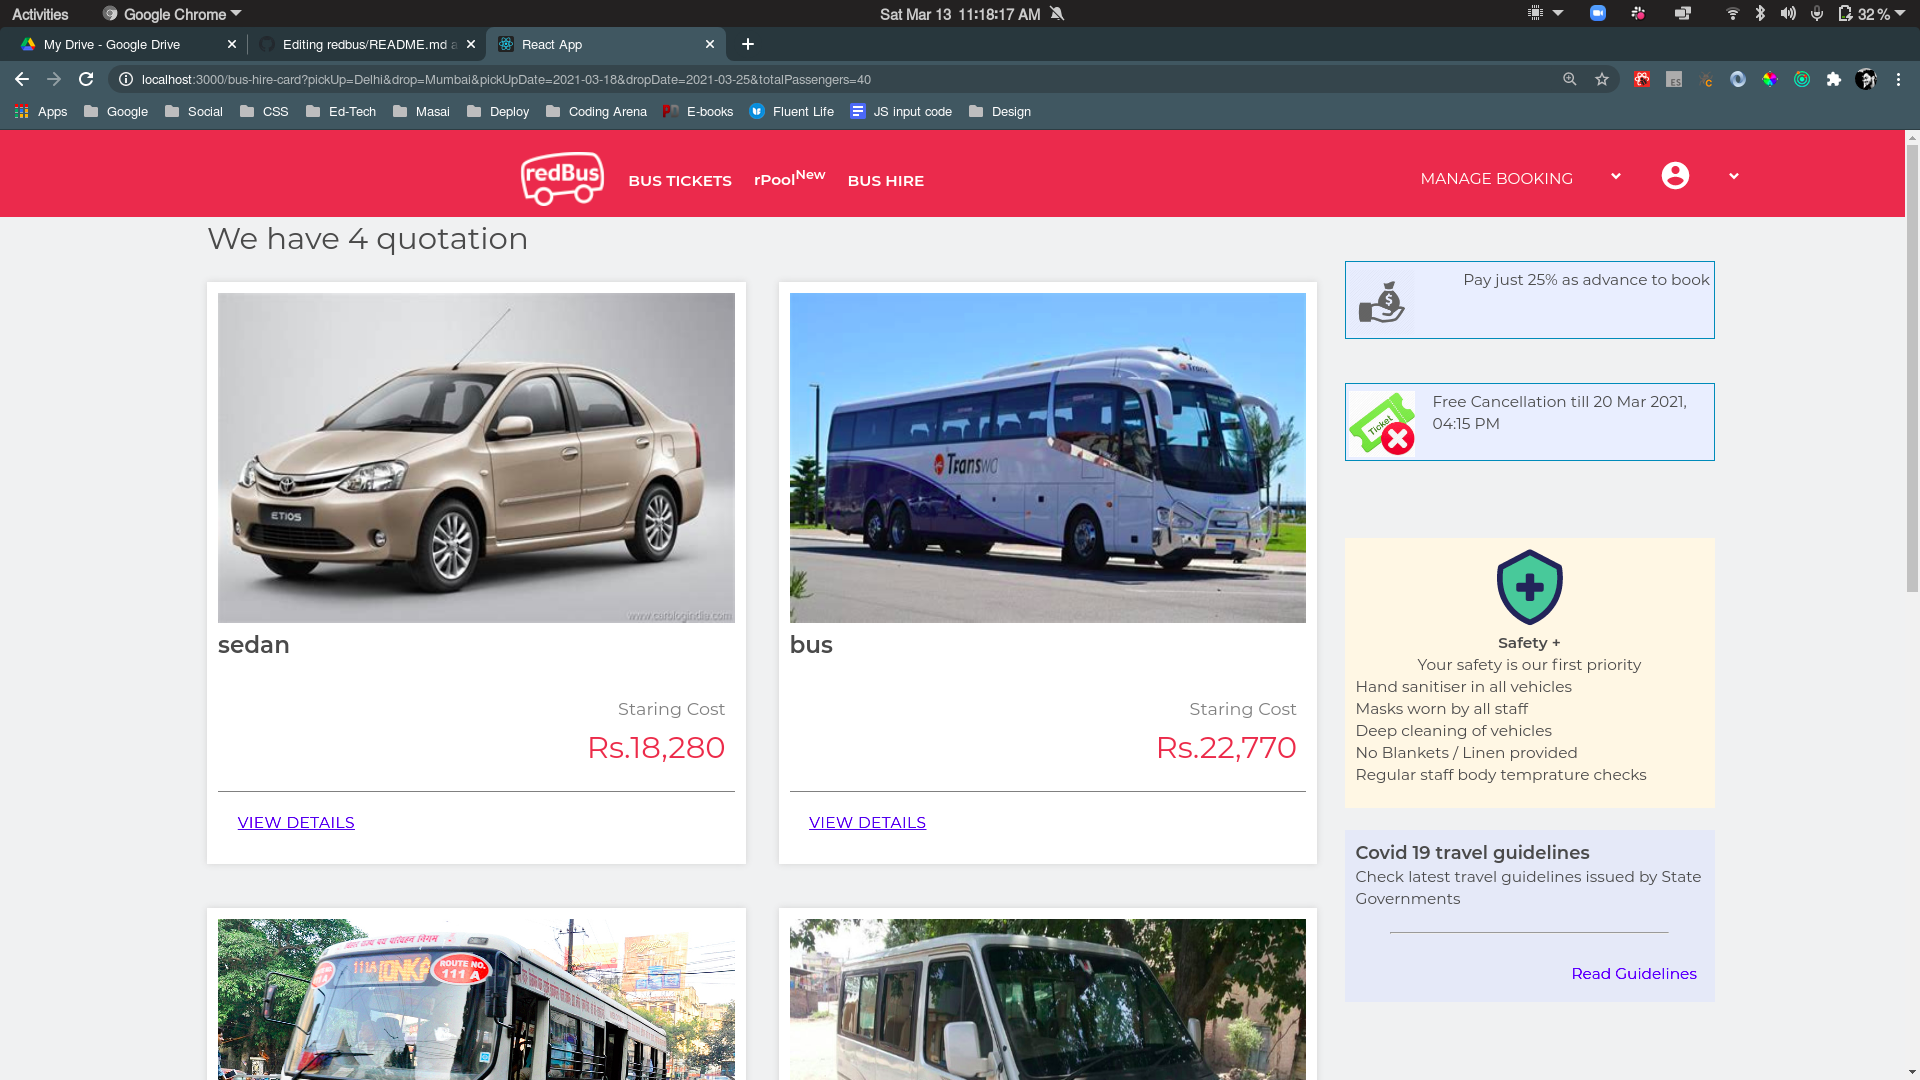 Activities
Google Chrome
Sat Mar 13 11:18:17 AM
32 %
My Drive - Google Drive
Editing redbus/README.md a
React App
localhost:3000/bus-hire-card?pickUp=Delhi&drop=Mumbai&pickUpDate=2021-03-18&dropDate=2021-03-25&totalPassengers=40
Apps
Google
Social
CSS
Ed-Tech
Masai
Deploy
Coding Arena
E-books
Fluent Life
JS input code
Design
redBus
BUS TICKETS
rPoolNew
BUS HIRE
MANAGE BOOKING
We have 4 quotation
ETIOS
www.carblogindia.com
sedan
Staring Cost
Rs.18,280
VIEW DETAILS
Trans
Transwa
bus
Staring Cost
Rs.22,770
VIEW DETAILS
111A
ROUTE NO.
111 A
Pay just 25% as advance to book
Ticket
Free Cancellation till 20 Mar 2021,
04:15 PM
Safety +
Your safety is our first priority
Hand sanitiser in all vehicles
Masks worn by all staff
Deep cleaning of vehicles
No Blankets / Linen provided
Regular staff body temprature checks
Covid 19 travel guidelines
Check latest travel guidelines issued by State
Governments
Read Guidelines